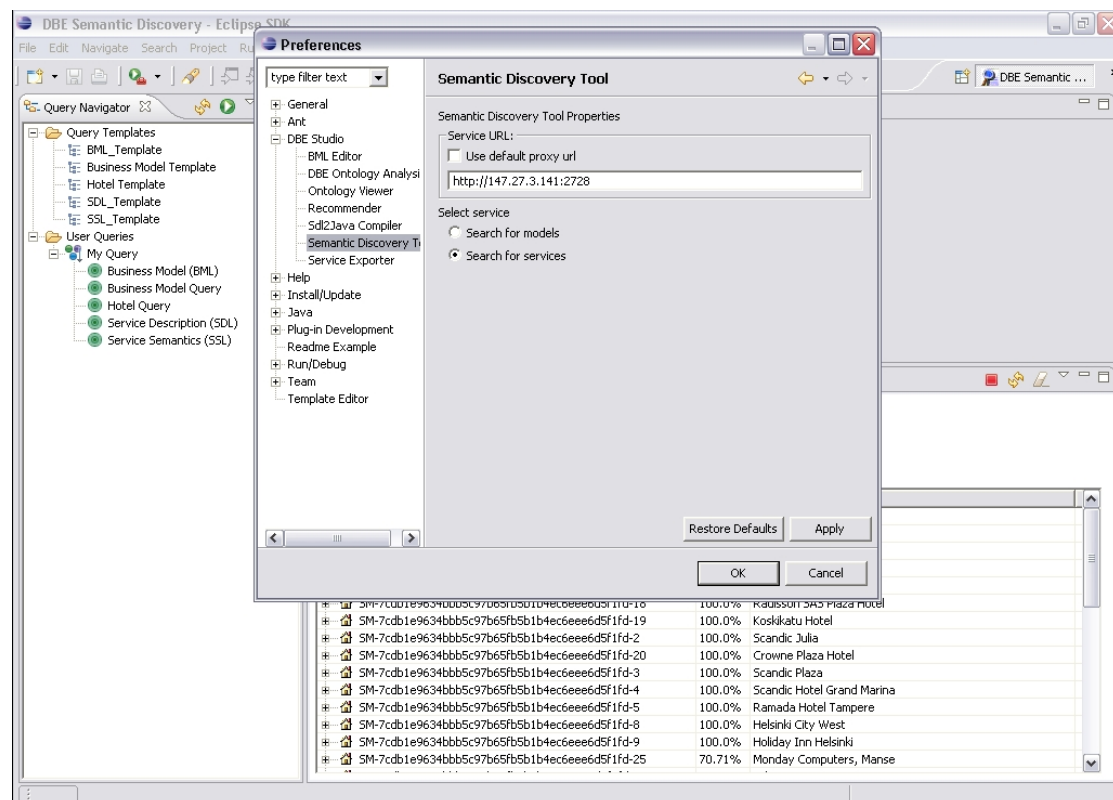 DBE Semantic Discovery - Eclipse SDK
File Edit Navigate Search Project Ru
DBE Semantic ...
Query Navigator
Query Templates
BML_Template
Business Model Template
Hotel Template
SDL_Template
SSL_Template
User Queries
My Query
Business Model (BML)
Business Model Query
Hotel Query
Service Description (SDL)
Service Semantics (SSL)
Preferences
type filter text
General
Ant
DBE Studio
BML Editor
DBE Ontology Analysi
Ontology Viewer
Recommender
Sdl2Java Compiler
Semantic Discovery T
Service Exporter
Help
Install/Update
Java
Plug-in Development
Readme Example
Run/Debug
Team
Template Editor
Semantic Discovery Tool
Semantic Discovery Tool Properties
Service URL:
Use default proxy url
http://147.27.3.141:2728
Select service
Search for models
Search for services
Restore Defaults Apply
OK Cancel
SM-7cdb1e9634bbb5c97b65fb5b1b4ec6eee6d5f1fd-18 100.0% Radisson SAS Plaza Hotel
SM-7cdb1e9634bbb5c97b65fb5b1b4ec6eee6d5f1fd-19 100.0% Koskikatu Hotel
SM-7cdb1e9634bbb5c97b65fb5b1b4ec6eee6d5f1fd-2 100.0% Scandic Julia
SM-7cdb1e9634bbb5c97b65fb5b1b4ec6eee6d5f1fd-20 100.0% Crowne Plaza Hotel
SM-7cdb1e9634bbb5c97b65fb5b1b4ec6eee6d5f1fd-3 100.0% Scandic Plaza
SM-7cdb1e9634bbb5c97b65fb5b1b4ec6eee6d5f1fd-4 100.0% Scandic Hotel Grand Marina
SM-7cdb1e9634bbb5c97b65fb5b1b4ec6eee6d5f1fd-5 100.0% Ramada Hotel Tampere
SM-7cdb1e9634bbb5c97b65fb5b1b4ec6eee6d5f1fd-8 100.0% Helsinki City West
SM-7cdb1e9634bbb5c97b65fb5b1b4ec6eee6d5f1fd-9 100.0% Holiday Inn Helsinki
SM-7cdb1e9634bbb5c97b65fb5b1b4ec6eee6d5f1fd-25 70.71% Monday Computers, Manse